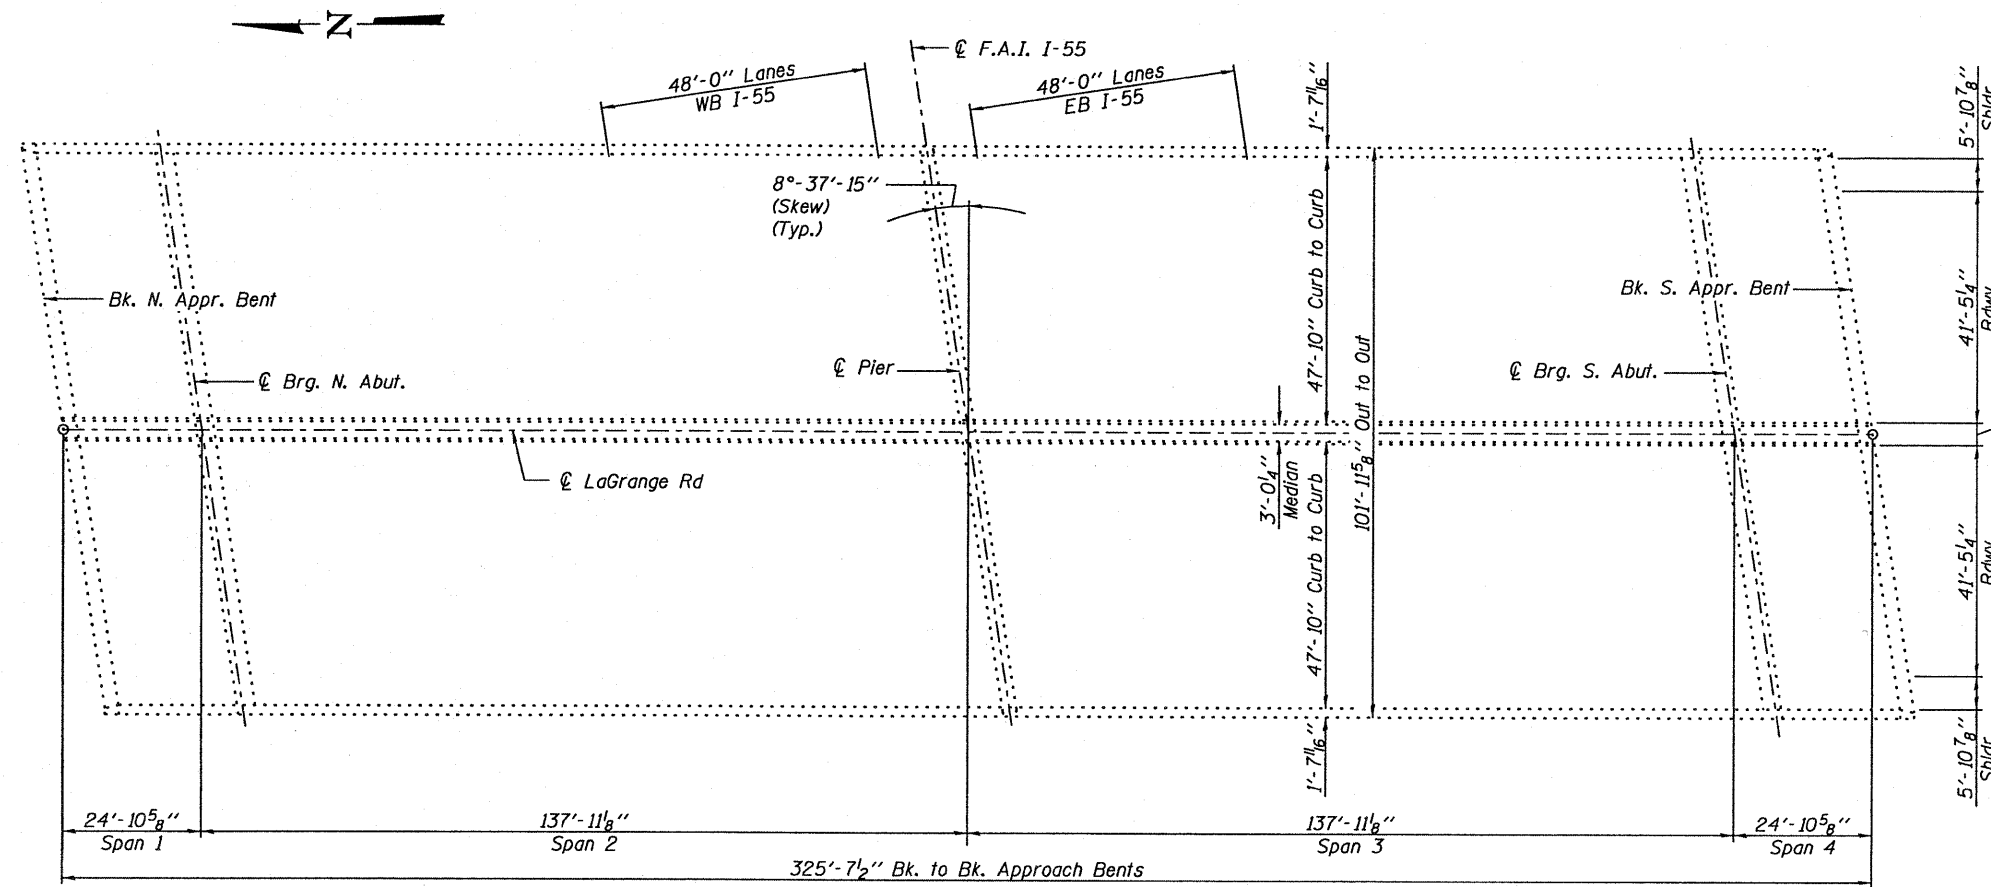 N
℄ F.A.I. I-55
48'-0" Lanes
WB I-55
48'-0" Lanes
EB I-55
1'-7 11/16"
5'-10 7/8"
Shldr.
8°-37'-15"
(Skew)
(Typ.)
47'-10" Curb to Curb
101'-11 5/8" Out to Out
41'-5 1/4"
Rdwy
Bk. N. Appr. Bent
Bk. S. Appr. Bent
℄ Brg. N. Abut.
℄ Pier
℄ Brg. S. Abut.
℄ LaGrange Rd
3'-0 1/4"
Median
47'-10" Curb to Curb
41'-5 1/4"
Rdwy
1'-7 11/16"
5'-10 7/8"
Shldr.
24'-10 5/8"
Span 1
137'-11 1/8"
Span 2
137'-11 1/8"
Span 3
24'-10 5/8"
Span 4
325'-7 1/2" Bk. to Bk. Approach Bents